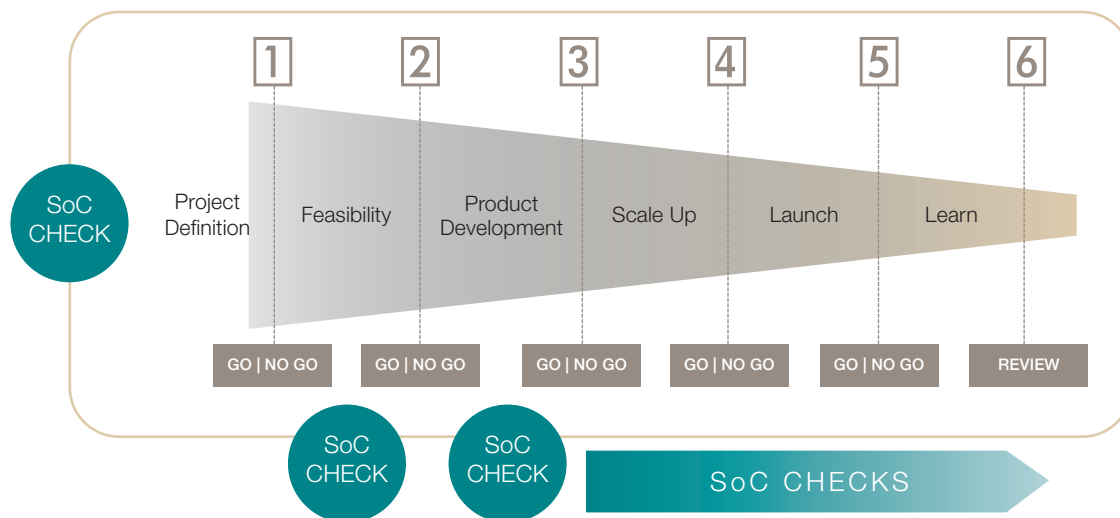 1
2
3
4
5
6
SoC
CHECK
Project
Definition
Feasibility
Product
Development
Scale Up
Launch
Learn
GO | NO GO
GO | NO GO
GO | NO GO
GO | NO GO
GO | NO GO
REVIEW
SoC
CHECK
SoC
CHECK
SoC CHECKS